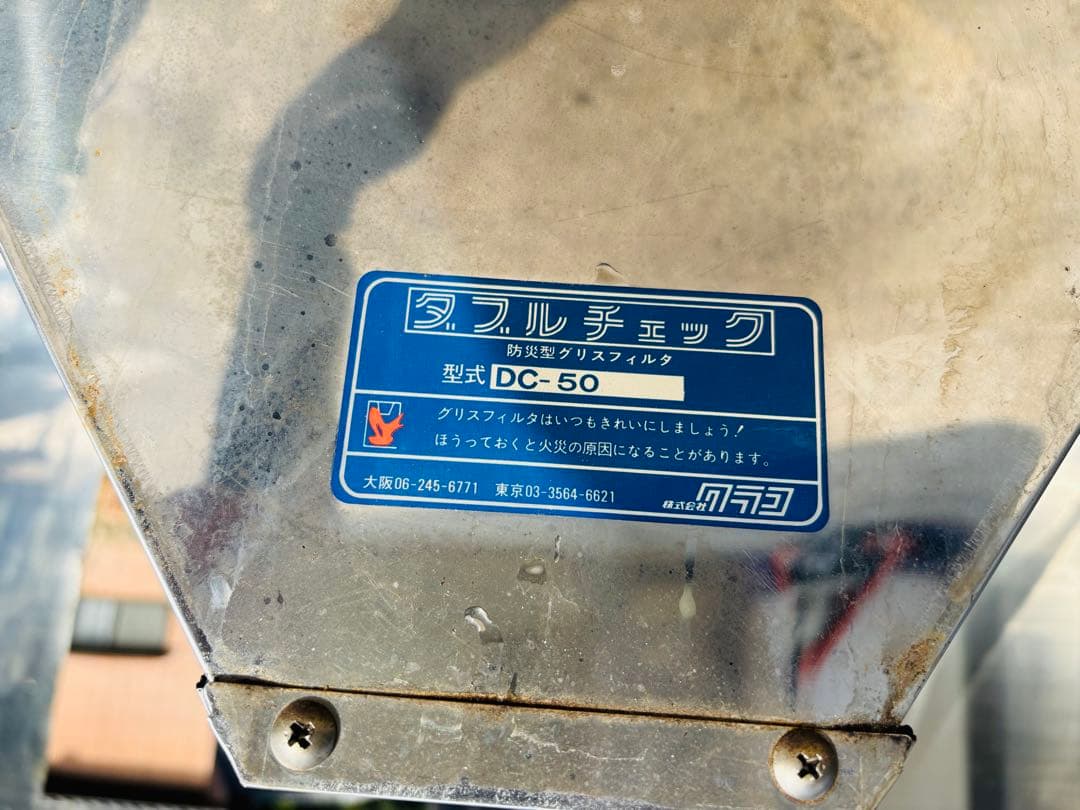 ダブルチェック
防災型グリスフィルタ
型式 DC-50
グリスフィルタはいつもきれいにしましょう!
ほうっておくと火災の原因になることがあります。
大阪06-245-6771 東京03-3564-6621 株式会社クラコ